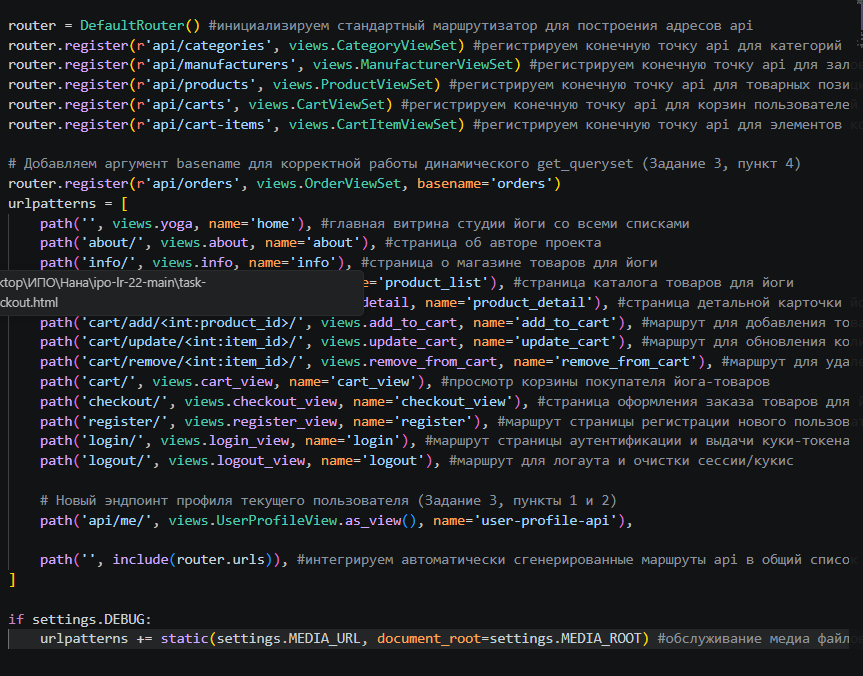 router = DefaultRouter() #инициализируем стандартный маршрутизатор для построения адресов api
router.register(r'api/categories', views.CategoryViewSet) #регистрируем конечную точку api для категорий
router.register(r'api/manufacturers', views.ManufacturerViewSet) #регистрируем конечную точку api для зал
router.register(r'api/products', views.ProductViewSet) #регистрируем конечную точку api для товарных пози
router.register(r'api/carts', views.CartViewSet) #регистрируем конечную точку api для корзин пользователе
router.register(r'api/cart-items', views.CartItemViewSet) #регистрируем конечную точку api для элементов
# Добавляем аргумент basename для корректной работы динамического get_queryset (Задание 3, пункт 4)
router.register(r'api/orders', views.OrderViewSet, basename='orders')
urlpatterns = [
path('', views.yoga, name='home'), #главная витрина студии йоги со всеми списками
path('about/', views.about, name='about'), #страница об авторе проекта
path('info/', views.info, name='info'), #страница о магазине товаров для йоги
ktop\ИПО\Нана\ipo-lr-22-main\task-
e='product_list'), #страница каталога товаров для йоги
ckout.html
detail, name='product_detail'), #страница детальной карточки
path('cart/add/<int:product_id>/', views.add_to_cart, name='add_to_cart'), #маршрут для добавления то
path('cart/update/<int:item_id>/', views.update_cart, name='update_cart'), #маршрут для обновления ко
path('cart/remove/<int:item_id>/', views.remove_from_cart, name='remove_from_cart'), #маршрут для уда
path('cart/', views.cart_view, name='cart_view'), #просмотр корзины покупателя йога-товаров
path('checkout/', views.checkout_view, name='checkout_view'), #страница оформления заказа товаров для
path('register/', views.register_view, name='register'), #маршрут страницы регистрации нового пользов
path('login/', views.login_view, name='login'), #маршрут страницы аутентификации и выдачи куки-токена
path('logout/', views.logout_view, name='logout'), #маршрут для логаута и очистки сессии/кукис
# Новый эндпоинт профиля текущего пользователя (Задание 3, пункты 1 и 2)
path('api/me/', views.UserProfileView.as_view(), name='user-profile-api'),
path('', include(router.urls)), #интегрируем автоматически сгенерированные маршруты api в общий списо
]
if settings.DEBUG:
urlpatterns += static(settings.MEDIA_URL, document_root=settings.MEDIA_ROOT) #обслуживание медиа файл